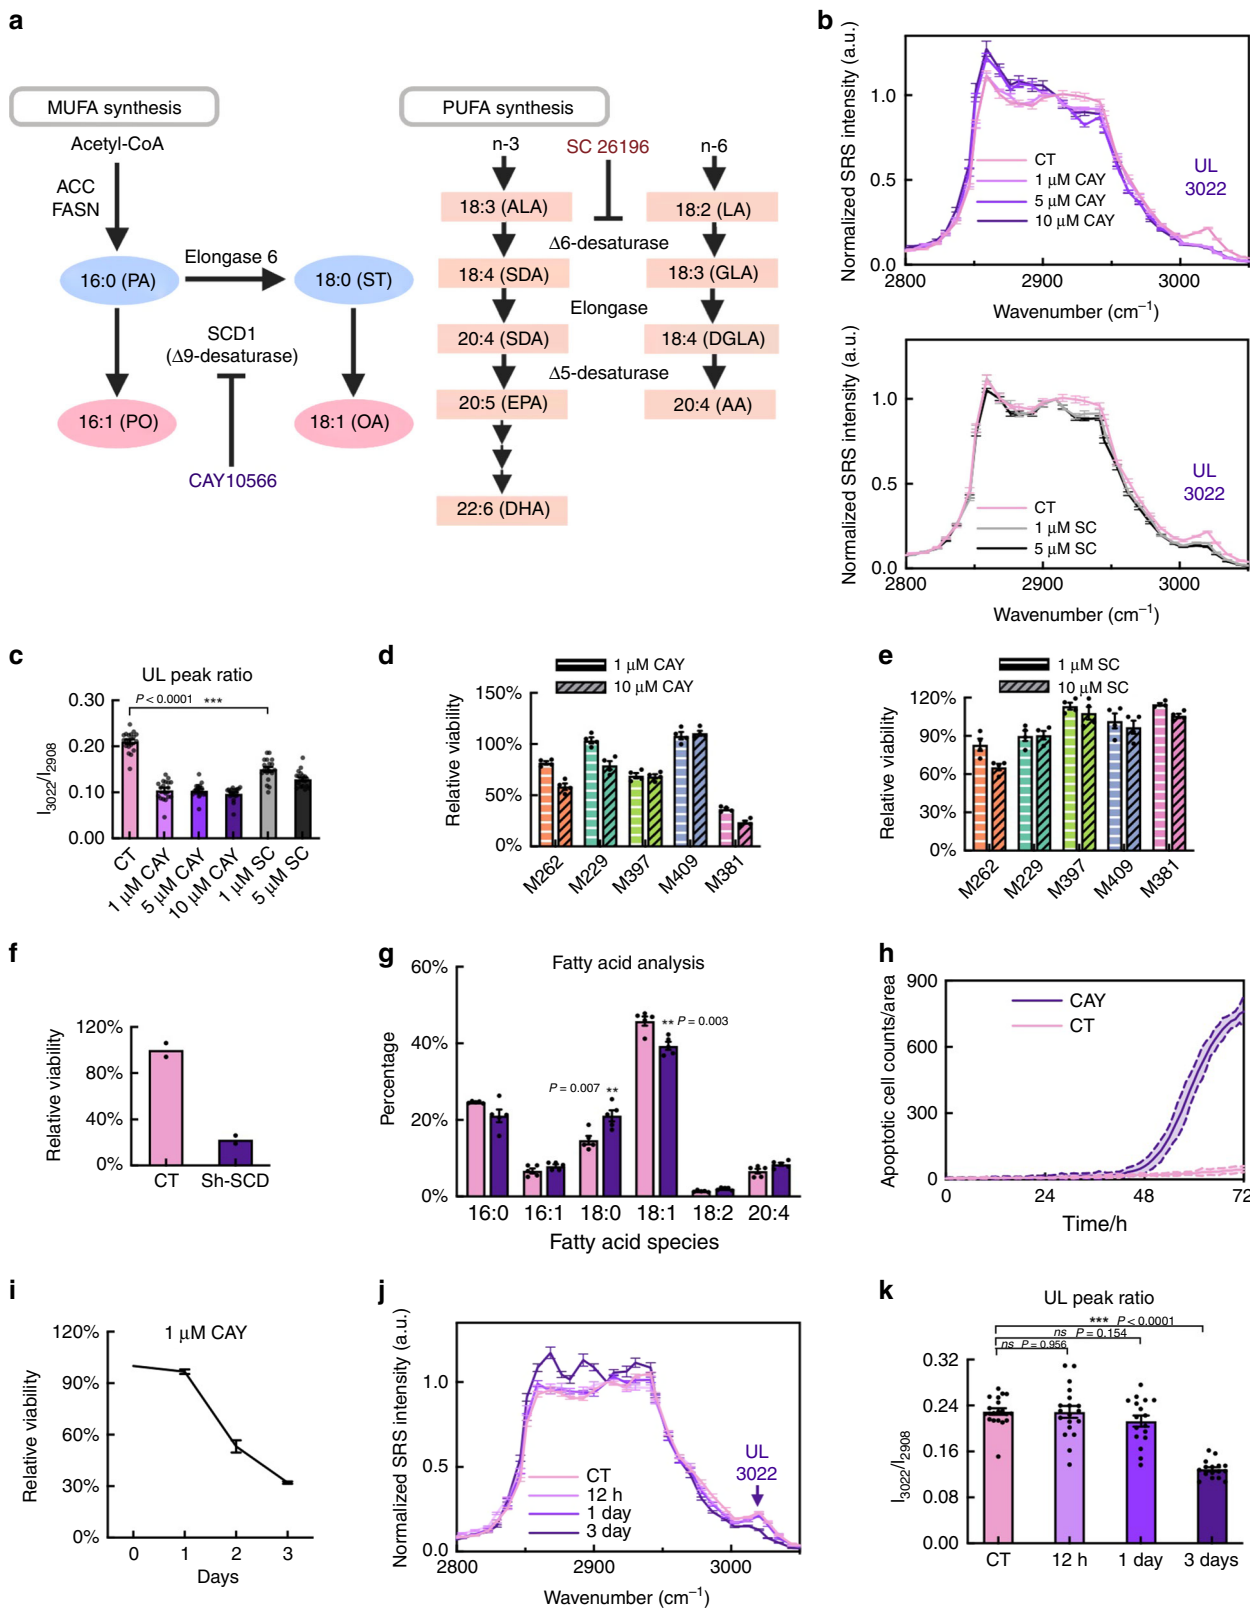 a
MUFA synthesis
Acetyl-CoA
ACC
FASN
16:0 (PA)
Elongase 6
18:0 (ST)
SCD1
(Δ9-desaturase)
16:1 (PO)
18:1 (OA)
CAY10566
PUFA synthesis
n-3
SC 26196
n-6
18:3 (ALA)
18:2 (LA)
Δ6-desaturase
18:4 (SDA)
18:3 (GLA)
Elongase
20:4 (SDA)
18:4 (DGLA)
Δ5-desaturase
20:5 (EPA)
20:4 (AA)
22:6 (DHA)
b
Normalized SRS intensity (a.u.)
1.0
0.5
0.0
CT
1 μM CAY
5 μM CAY
10 μM CAY
UL
3022
2800
2900
3000
Wavenumber (cm⁻¹)
Normalized SRS intensity (a.u.)
1.0
0.5
0.0
CT
1 μM SC
5 μM SC
UL
3022
2800
2900
3000
Wavenumber (cm⁻¹)
c
UL peak ratio
P < 0.0001 ***
I3022/I2908
0.30
0.20
0.10
0.00
CT
1 μM CAY
5 μM CAY
10 μM CAY
1 μM SC
5 μM SC
d
1 μM CAY
10 μM CAY
Relative viability
150%
100%
50%
0%
M262
M229
M397
M409
M381
e
1 μM SC
10 μM SC
Relative viability
120%
90%
60%
30%
0%
M262
M229
M397
M409
M381
f
Relative viability
120%
80%
40%
0%
CT
Sh-SCD
g
Fatty acid analysis
Percentage
60%
40%
20%
0%
P = 0.007 **
** P = 0.003
16:0
16:1
18:0
18:1
18:2
20:4
Fatty acid species
h
Apoptotic cell counts/area
900
600
300
0
CAY
CT
0
24
48
72
Time/h
i
1 μM CAY
Relative viability
120%
90%
60%
30%
0%
0
1
2
3
Days
j
Normalized SRS intensity (a.u.)
1.0
0.5
0.0
CT
12 h
1 day
3 day
UL
3022
2800
2900
3000
Wavenumber (cm⁻¹)
k
UL peak ratio
*** P < 0.0001
ns P = 0.154
ns P = 0.956
I3022/I2908
0.32
0.24
0.16
0.08
0.00
CT
12 h
1 day
3 days